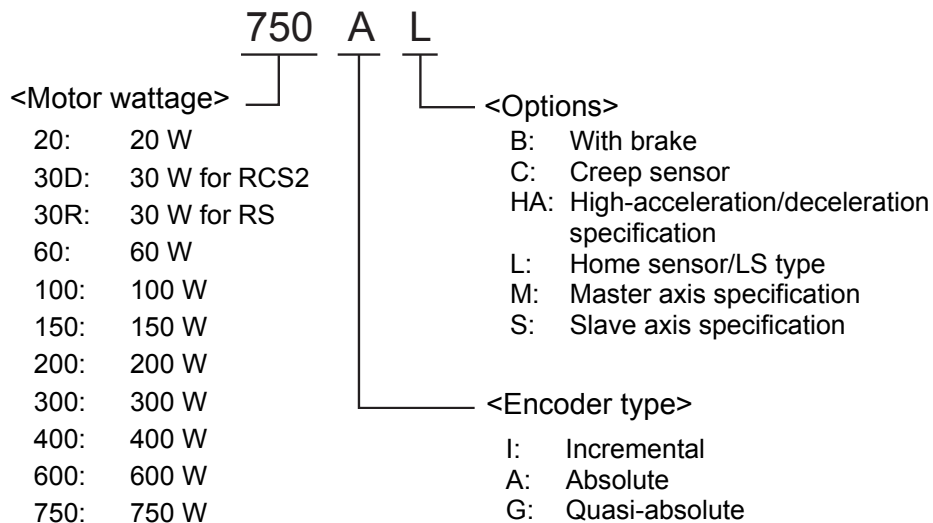 750 A L
<Motor wattage>
20: 20 W
30D: 30 W for RCS2
30R: 30 W for RS
60: 60 W
100: 100 W
150: 150 W
200: 200 W
300: 300 W
400: 400 W
600: 600 W
750: 750 W
<Options>
B: With brake
C: Creep sensor
HA: High-acceleration/deceleration
specification
L: Home sensor/LS type
M: Master axis specification
S: Slave axis specification
<Encoder type>
I: Incremental
A: Absolute
G: Quasi-absolute